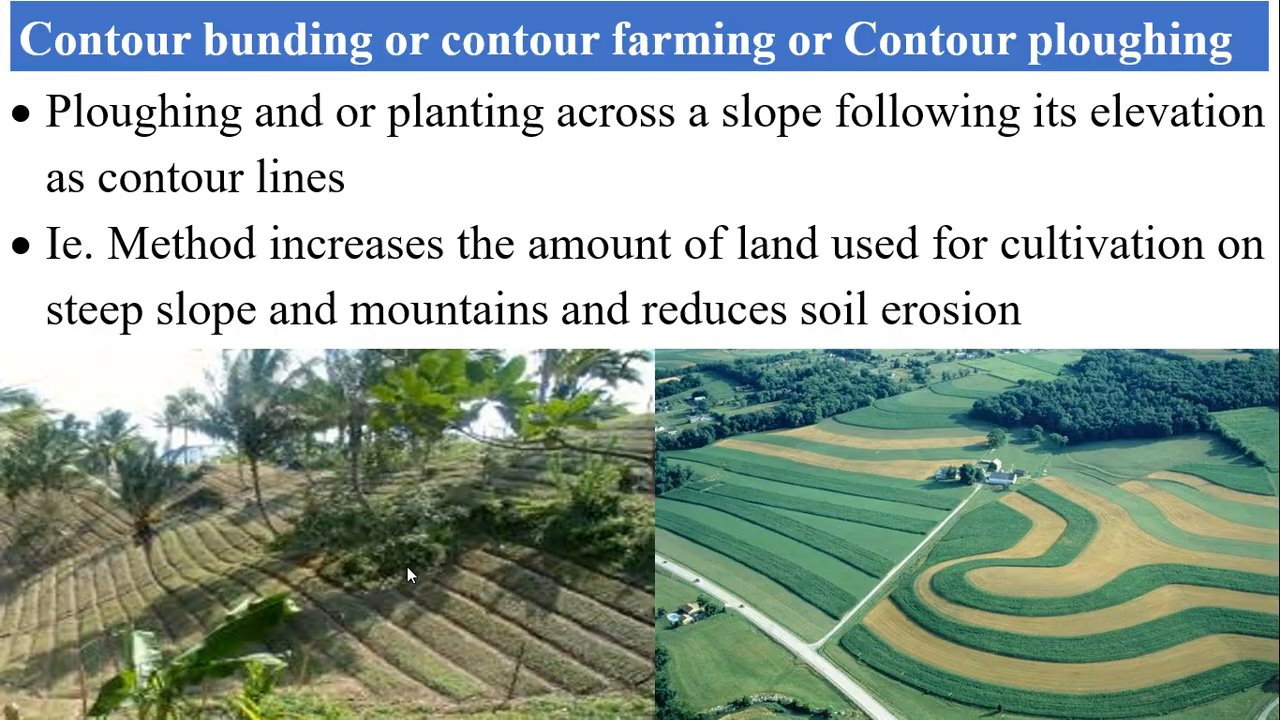 Contour bunding or contour farming or Contour ploughing
• Ploughing and or planting across a slope following its elevation
as contour lines
• Ie. Method increases the amount of land used for cultivation on
steep slope and mountains and reduces soil erosion